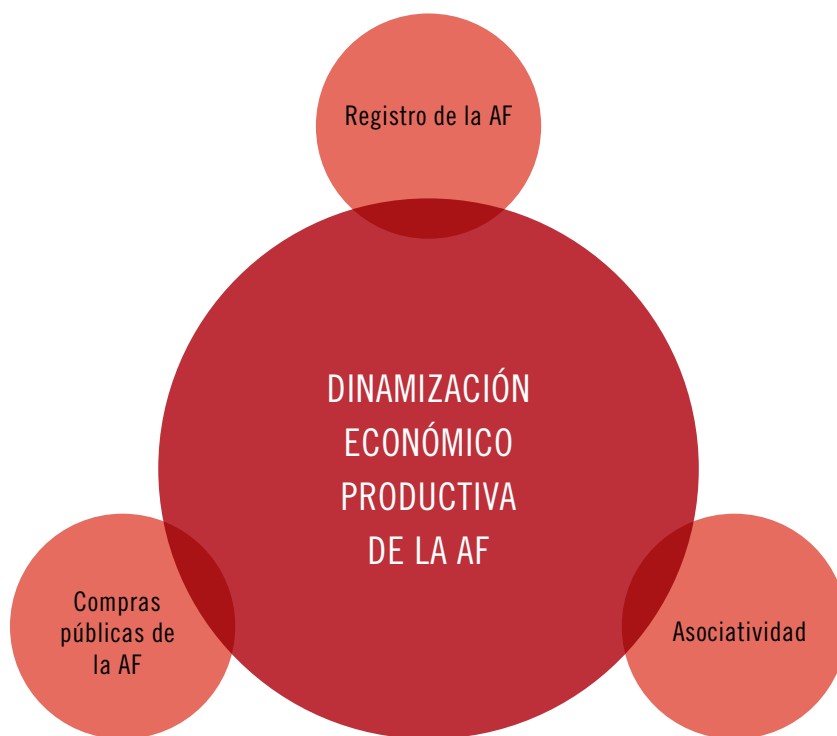 Registro de la AF
DINAMIZACIÓN
ECONÓMICO
PRODUCTIVA
DE LA AF
Compras
públicas de
la AF
Asociatividad